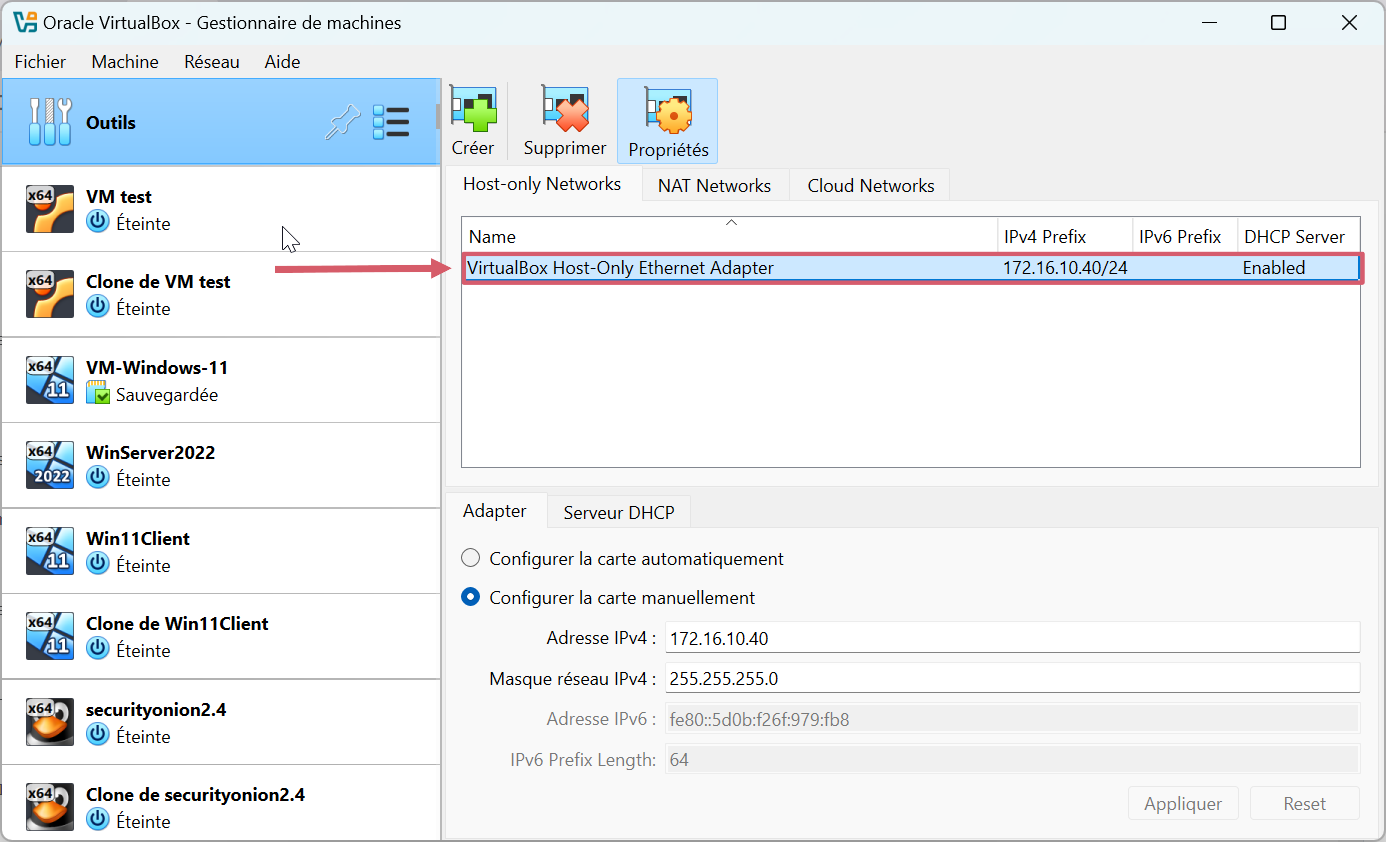 Oracle VirtualBox - Gestionnaire de machines
Fichier Machine Réseau Aide
Outils
x64
VM test
Éteinte
x64
Clone de VM test
Éteinte
x64
11
VM-Windows-11
Sauvegardée
x64
2022
WinServer2022
Éteinte
x64
11
Win11Client
Éteinte
x64
11
Clone de Win11Client
Éteinte
x64
securityonion2.4
Éteinte
x64
Clone de securityonion2.4
Éteinte
Créer Supprimer Propriétés
Host-only Networks NAT Networks Cloud Networks
Name IPv4 Prefix IPv6 Prefix DHCP Server
VirtualBox Host-Only Ethernet Adapter 172.16.10.40/24 Enabled
Adapter Serveur DHCP
Configurer la carte automatiquement
Configurer la carte manuellement
Adresse IPv4 : 172.16.10.40
Masque réseau IPv4 : 255.255.255.0
Adresse IPv6 : fe80::5d0b:f26f:979:fb8
IPv6 Prefix Length: 64
Appliquer Reset